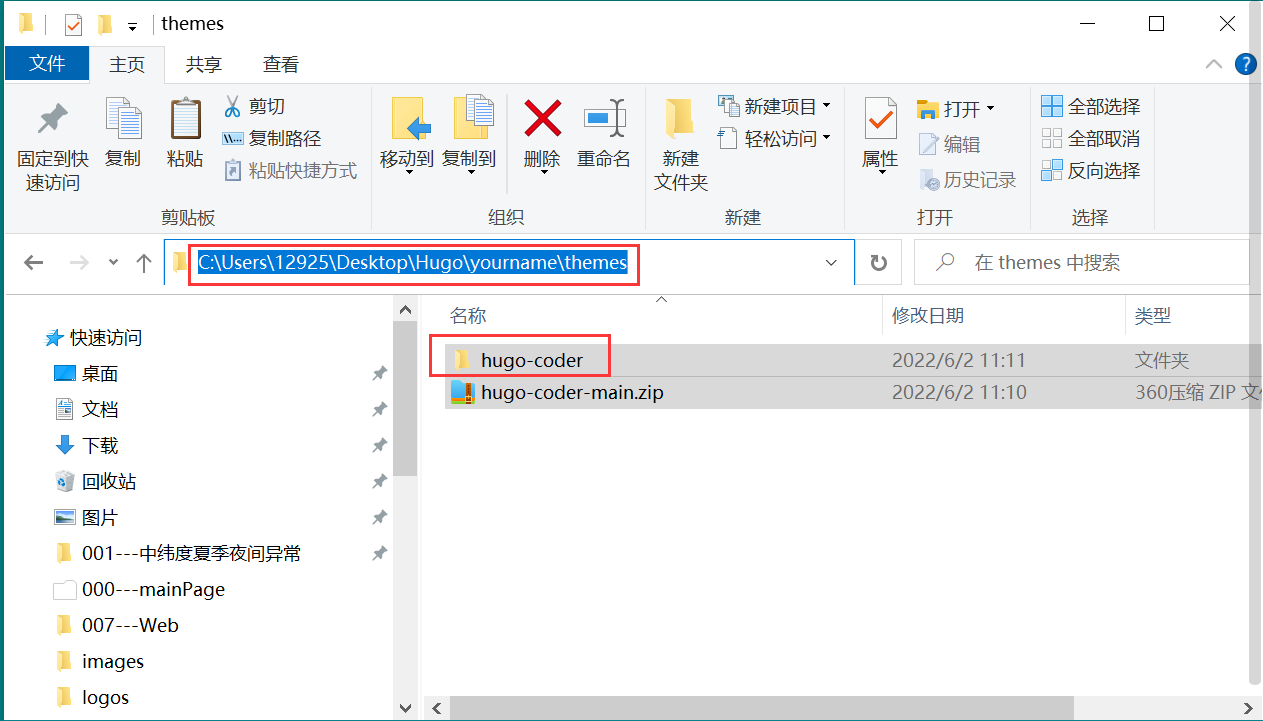 themes
文件 主页 共享 查看
固定到快速访问
复制
粘贴
剪切
复制路径
粘贴快捷方式
剪贴板
移动到
复制到
删除
重命名
组织
新建文件夹
新建项目
轻松访问
新建
属性
打开
编辑
历史记录
打开
全部选择
全部取消
反向选择
选择
C:\Users\12925\Desktop\Hugo\yourname\themes
在 themes 中搜索
快速访问
桌面
文档
下载
回收站
图片
001---中纬度夏季夜间异常
000---mainPage
007---Web
images
logos
名称 修改日期 类型
hugo-coder 2022/6/2 11:11 文件夹
hugo-coder-main.zip 2022/6/2 11:10 360压缩 ZIP 文